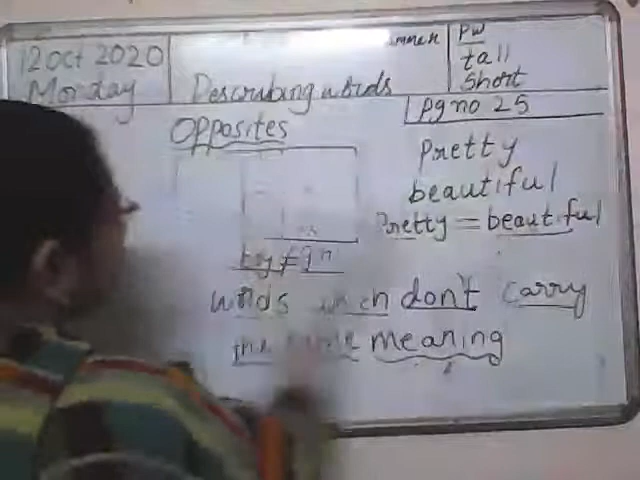 12 Oct 2020
Monday
Describing words
PW
tall
Short
Pg no 25
Opposites
Pretty
beautiful
Pretty = beautiful
words which don't carry
the same meaning